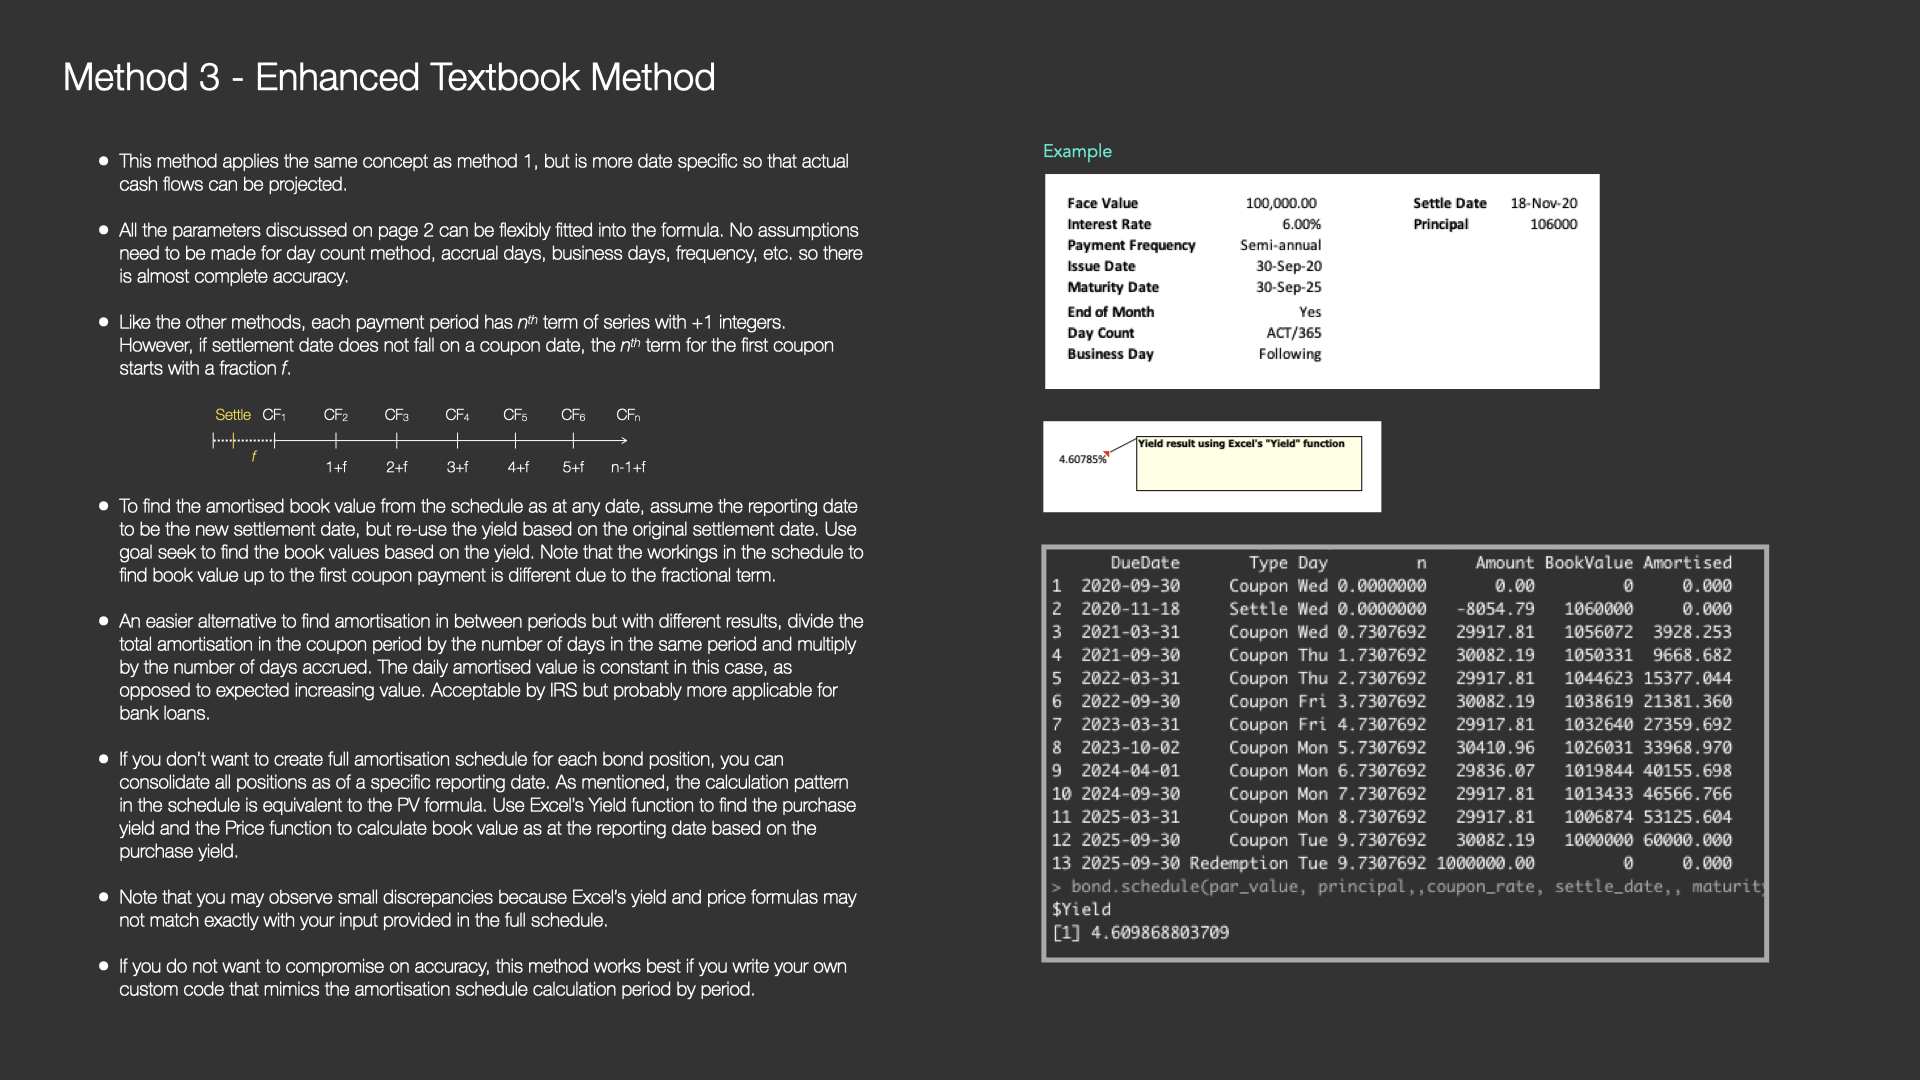 Method 3 - Enhanced Textbook Method
● This method applies the same concept as method 1, but is more date specific so that actual
cash flows can be projected.
● All the parameters discussed on page 2 can be flexibly fitted into the formula. No assumptions
need to be made for day count method, accrual days, business days, frequency, etc. so there
is almost complete accuracy.
● Like the other methods, each payment period has nth term of series with +1 integers.
However, if settlement date does not fall on a coupon date, the nth term for the first coupon
starts with a fraction f.
Settle CF1 CF2 CF3 CF4 CF5 CF6 CFn
f 1+f 2+f 3+f 4+f 5+f n-1+f
● To find the amortised book value from the schedule as at any date, assume the reporting date
to be the new settlement date, but re-use the yield based on the original settlement date. Use
goal seek to find the book values based on the yield. Note that the workings in the schedule to
find book value up to the first coupon payment is different due to the fractional term.
● An easier alternative to find amortisation in between periods but with different results, divide the
total amortisation in the coupon period by the number of days in the same period and multiply
by the number of days accrued. The daily amortised value is constant in this case, as
opposed to expected increasing value. Acceptable by IRS but probably more applicable for
bank loans.
● If you don't want to create full amortisation schedule for each bond position, you can
consolidate all positions as of a specific reporting date. As mentioned, the calculation pattern
in the schedule is equivalent to the PV formula. Use Excel's Yield function to find the purchase
yield and the Price function to calculate book value as at the reporting date based on the
purchase yield.
● Note that you may observe small discrepancies because Excel's yield and price formulas may
not match exactly with your input provided in the full schedule.
● If you do not want to compromise on accuracy, this method works best if you write your own
custom code that mimics the amortisation schedule calculation period by period.
Example
Face Value 100,000.00 Settle Date 18-Nov-20
Interest Rate 6.00% Principal 106000
Payment Frequency Semi-annual
Issue Date 30-Sep-20
Maturity Date 30-Sep-25
End of Month Yes
Day Count ACT/365
Business Day Following
Yield result using Excel's "Yield" function
4.60785%
DueDate Type Day n Amount BookValue Amortised
1 2020-09-30 Coupon Wed 0.0000000 0.00 0 0.000
2 2020-11-18 Settle Wed 0.0000000 -8054.79 1060000 0.000
3 2021-03-31 Coupon Wed 0.7307692 29917.81 1056072 3928.253
4 2021-09-30 Coupon Thu 1.7307692 30082.19 1050331 9668.682
5 2022-03-31 Coupon Thu 2.7307692 29917.81 1044623 15377.044
6 2022-09-30 Coupon Fri 3.7307692 30082.19 1038619 21381.360
7 2023-03-31 Coupon Fri 4.7307692 29917.81 1032640 27359.692
8 2023-10-02 Coupon Mon 5.7307692 30410.96 1026031 33968.970
9 2024-04-01 Coupon Mon 6.7307692 29836.07 1019844 40155.698
10 2024-09-30 Coupon Mon 7.7307692 29917.81 1013433 46566.766
11 2025-03-31 Coupon Mon 8.7307692 29917.81 1006874 53125.604
12 2025-09-30 Coupon Tue 9.7307692 30082.19 1000000 60000.000
13 2025-09-30 Redemption Tue 9.7307692 1000000.00 0 0.000
> bond.schedule(par_value, principal,,coupon_rate, settle_date,, maturity
$Yield
[1] 4.609868803709